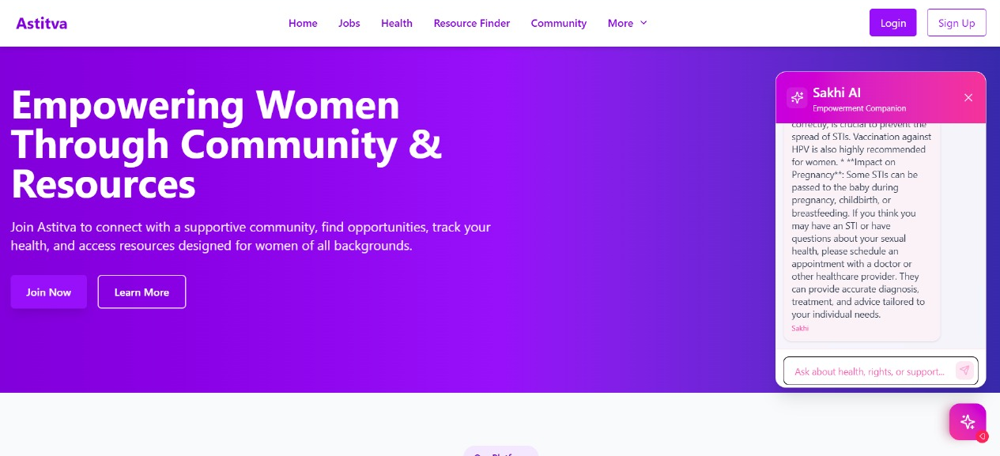 Astitva
Home Jobs Health Resource Finder Community More
Login Sign Up
Empowering Women
Through Community &
Resources
Join Astitva to connect with a supportive community, find opportunities, track your
health, and access resources designed for women of all backgrounds.
Join Now Learn More
Sakhi AI
Empowerment Companion
correctly, is crucial to prevent the
spread of STIs. Vaccination against
HPV is also highly recommended
for women. * **Impact on
Pregnancy**: Some STIs can be
passed to the baby during
pregnancy, childbirth, or
breastfeeding. If you think you
may have an STI or have
questions about your sexual
health, please schedule an
appointment with a doctor or
other healthcare provider. They
can provide accurate diagnosis,
treatment, and advice tailored to
your individual needs.
Sakhi
Ask about health, rights, or support...